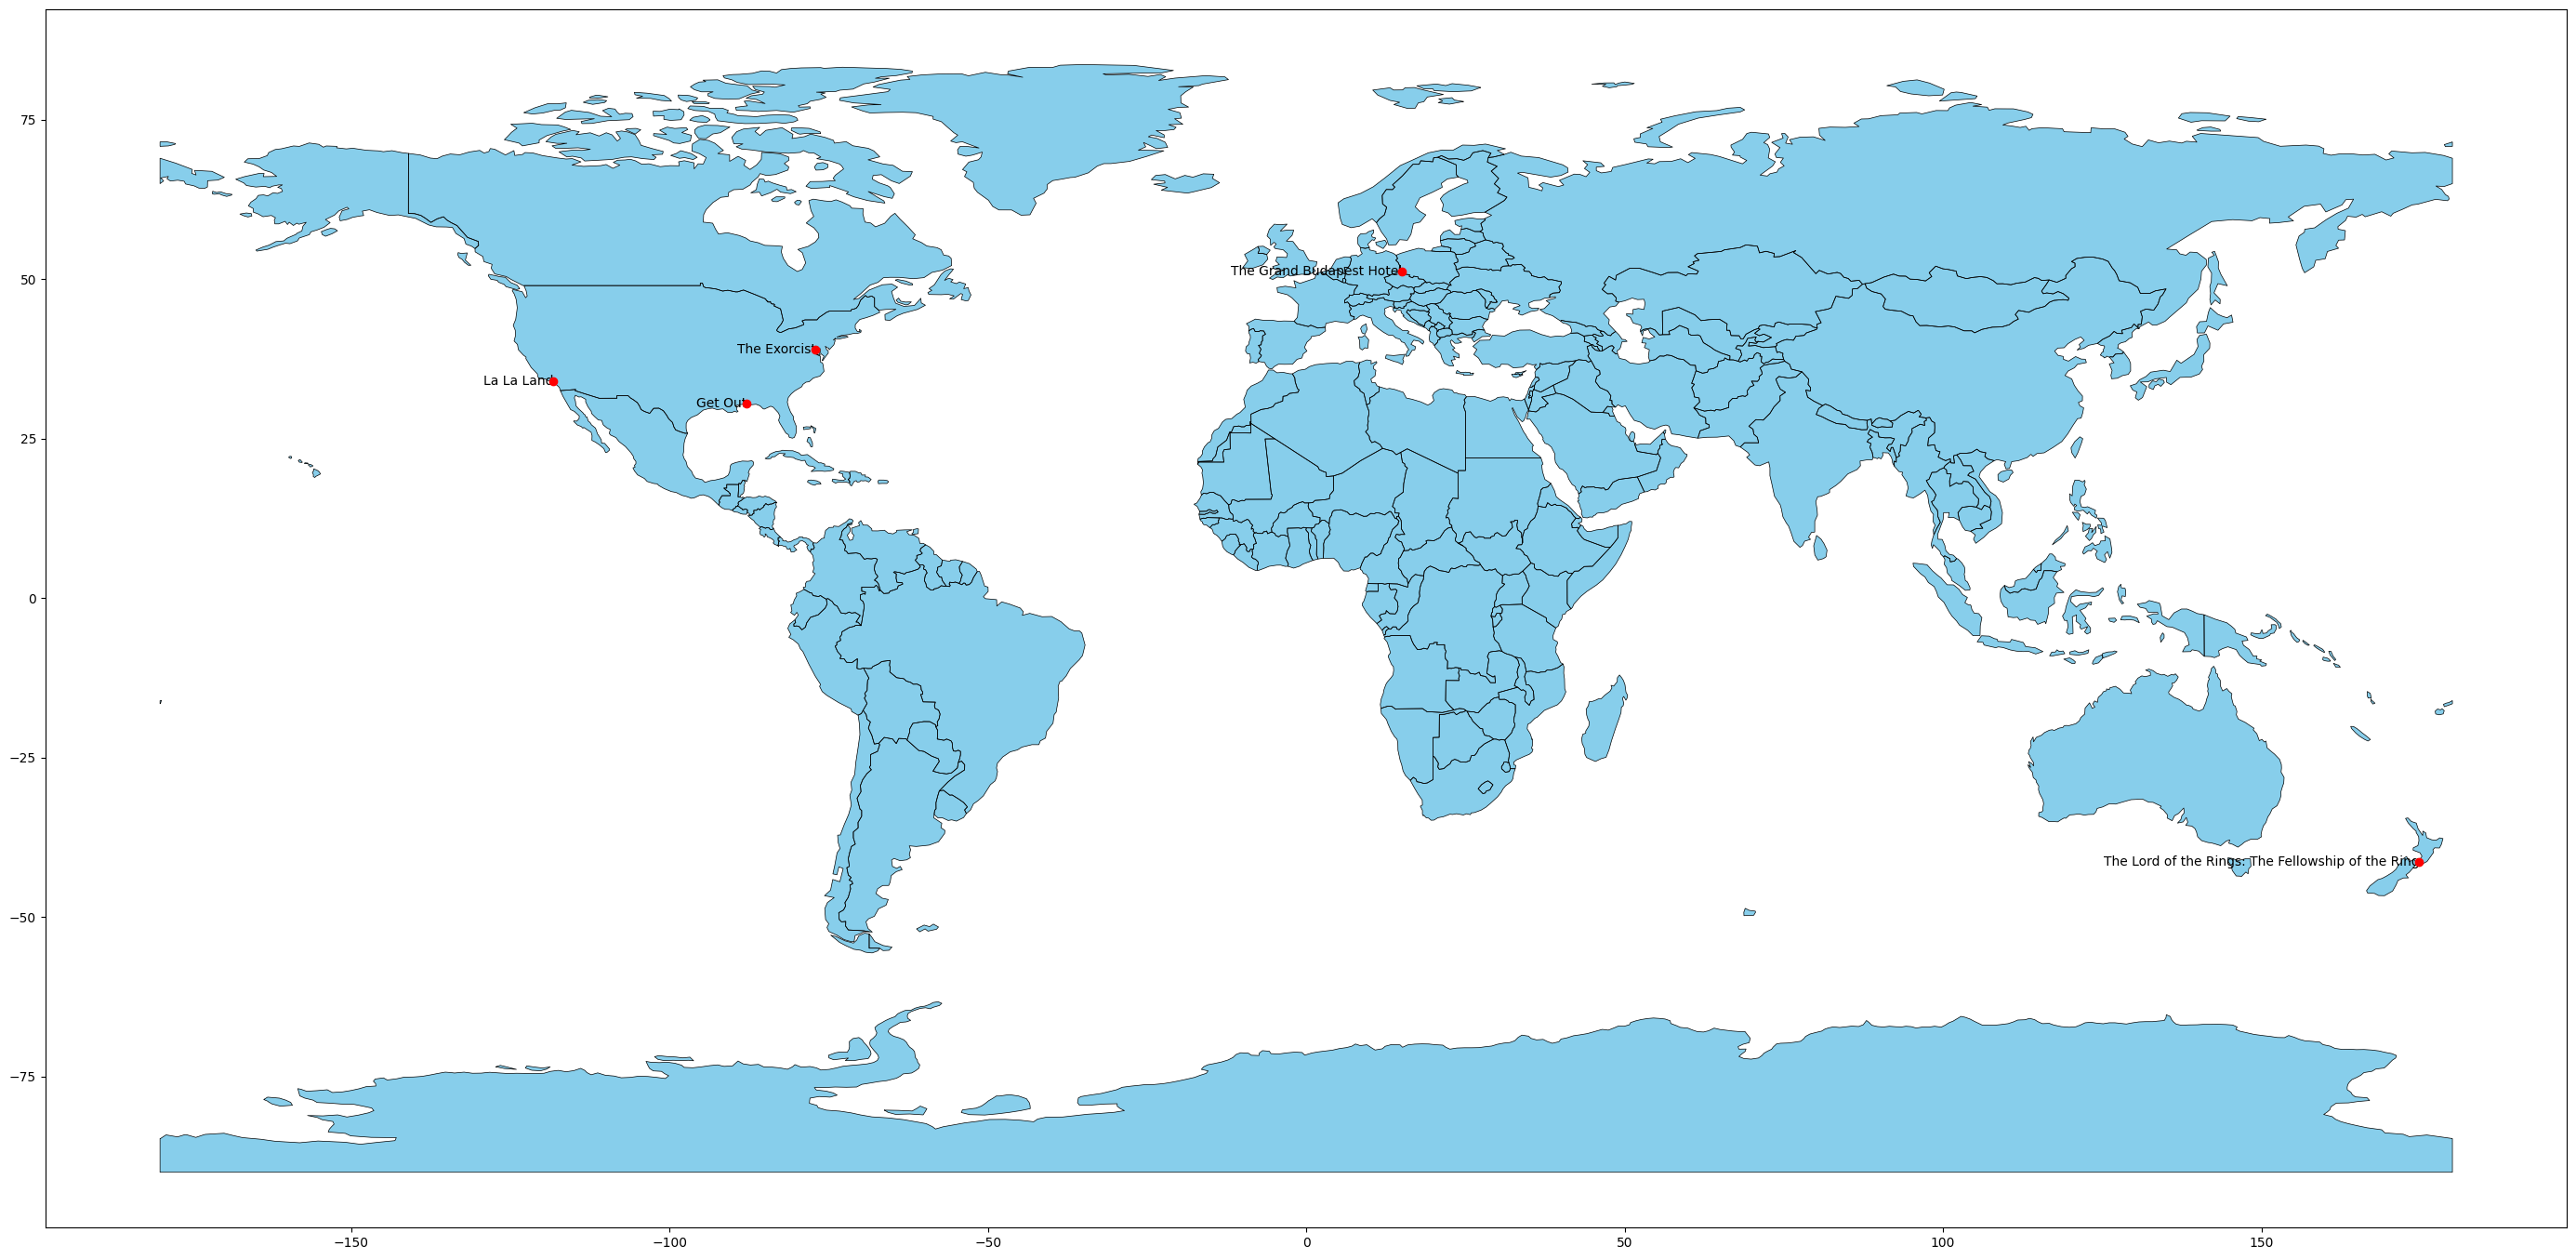 75
50
25
0
−25
−50
−75
The Grand Budapest Hotel
The Exorcist
La La Land
Get Out
The Lord of the Rings: The Fellowship of the Ring
−150
−100
−50
0
50
100
150